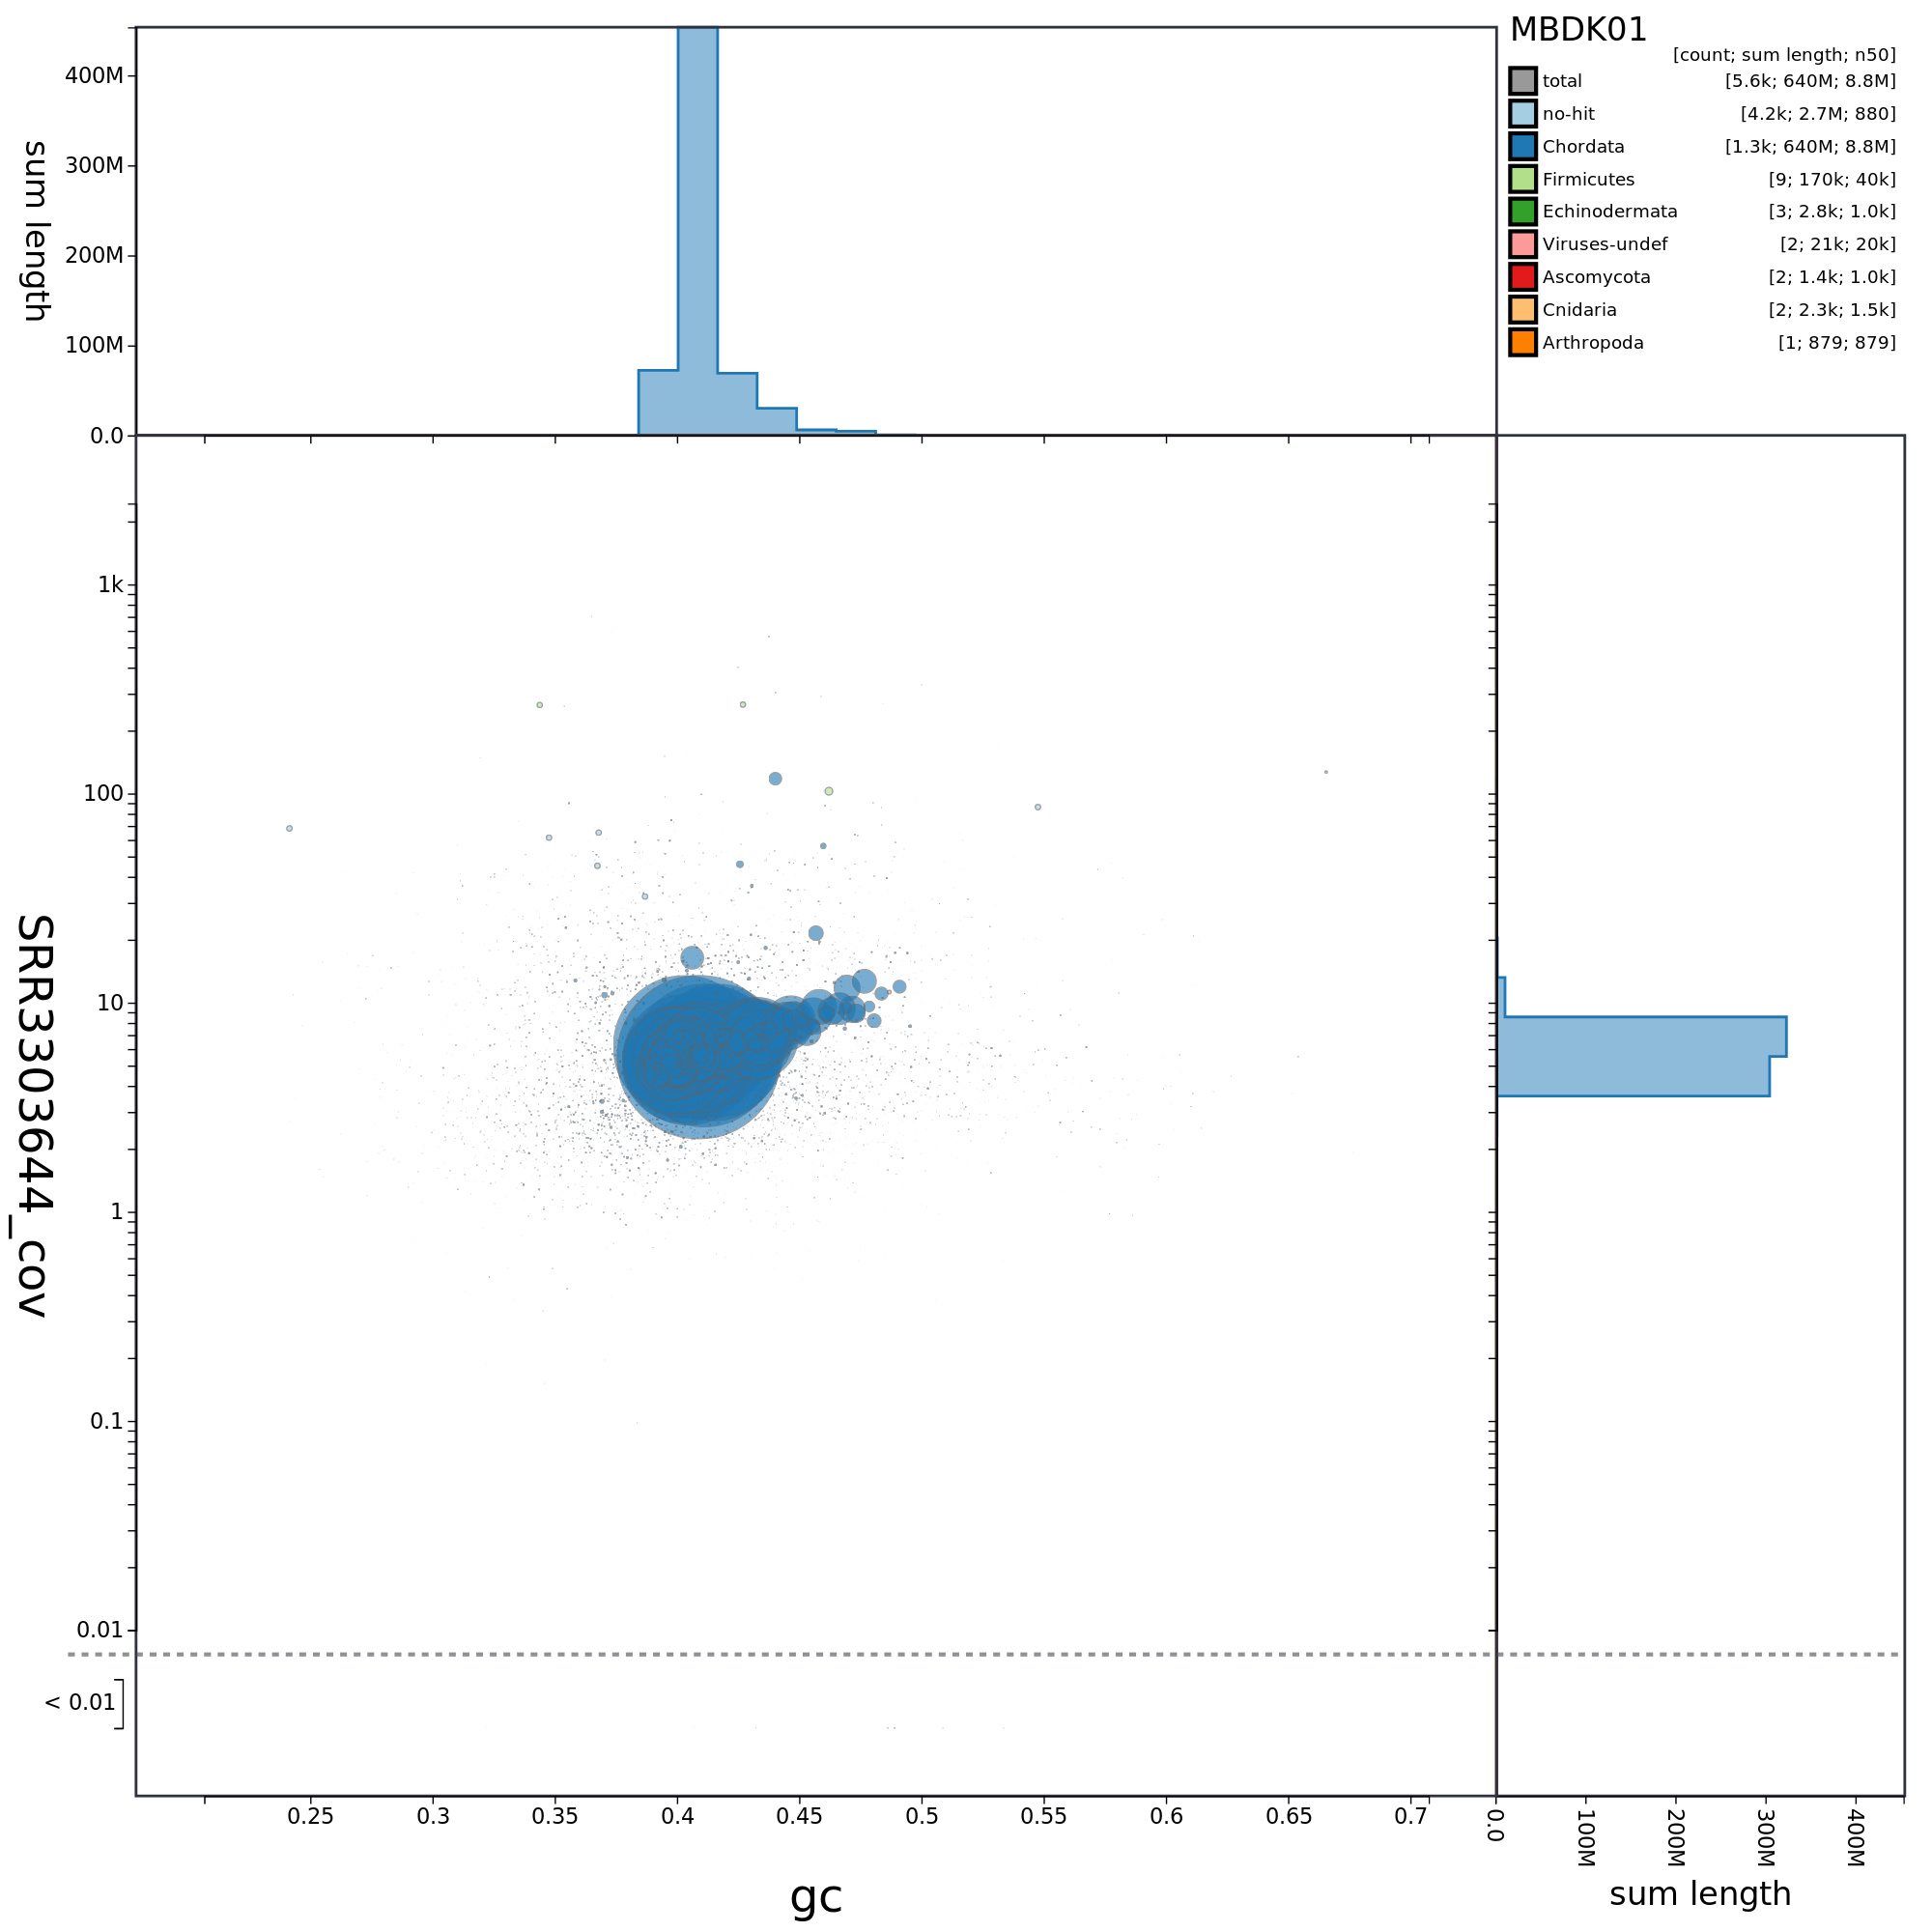 MBDK01
[count; sum length; n50]
total [5.6k; 640M; 8.8M]
no-hit [4.2k; 2.7M; 880]
Chordata [1.3k; 640M; 8.8M]
Firmicutes [9; 170k; 40k]
Echinodermata [3; 2.8k; 1.0k]
Viruses-undef [2; 21k; 20k]
Ascomycota [2; 1.4k; 1.0k]
Cnidaria [2; 2.3k; 1.5k]
Arthropoda [1; 879; 879]
sum length
400M
300M
200M
100M
0.0
SRR3303644_cov
1k
100
10
1
0.1
0.01
< 0.01
0.25 0.3 0.35 0.4 0.45 0.5 0.55 0.6 0.65 0.7
gc
0.0 100M 200M 300M 400M
sum length